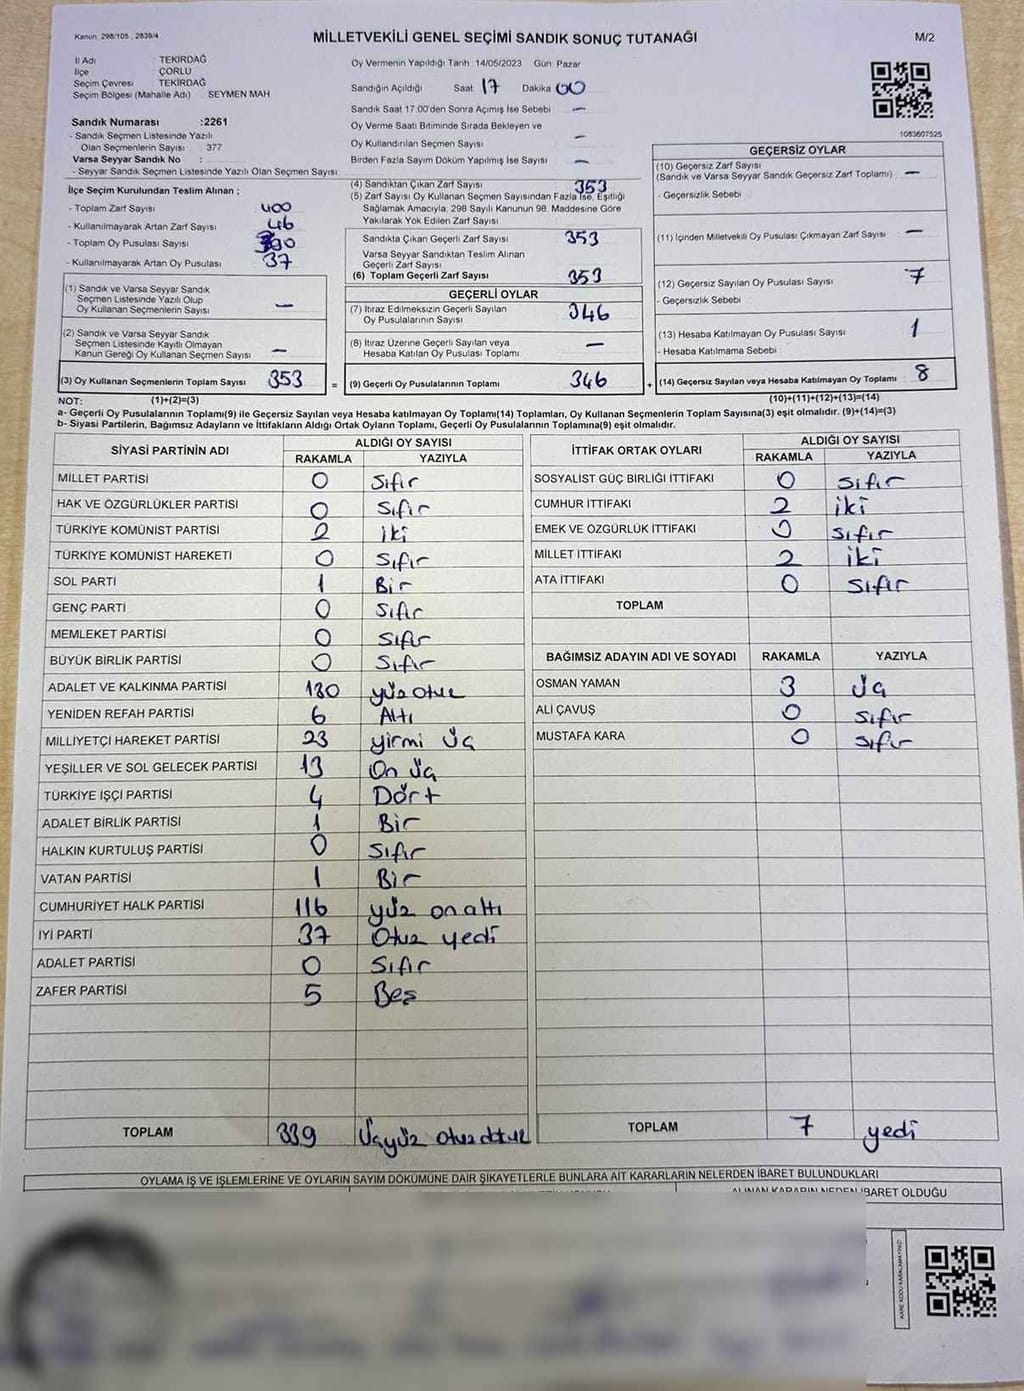 Kanun, 298/105 , 2839/4
MİLLETVEKİLİ GENEL SEÇİMİ SANDIK SONUÇ TUTANAĞI
M/2
İl Adı : TEKİRDAĞ
İlçe : ÇORLU
Seçim Çevresi : TEKİRDAĞ
Seçim Bölgesi (Mahalle Adı) : SEYMEN MAH
Sandık Numarası :2261
- Sandık Seçmen Listesinde Yazılı
Olan Seçmenlerin Sayısı : 377
Varsa Seyyar Sandık No :
- Seyyar Sandık Seçmen Listesinde Yazılı Olan Seçmen Sayısı:
Oy Vermenin Yapıldığı Tarih :14/05/2023 Gün: Pazar
Sandığın Açıldığı Saat 17 Dakika 00
Sandık Saat 17:00'den Sonra Açımış İse Sebebi —
Oy Verme Saati Bitiminde Sırada Bekleyen ve
Oy Kullandırılan Seçmen Sayısı —
Birden Fazla Sayım Döküm Yapılmış İse Sayısı —
1083607525
İlçe Seçim Kurulundan Teslim Alınan ;
- Toplam Zarf Sayısı 400
- Kullanılmayarak Artan Zarf Sayısı 46
- Toplam Oy Pusulası Sayısı 390
- Kullanılmayarak Artan Oy Pusulası 37
(1) Sandık ve Varsa Seyyar Sandık
Seçmen Listesinde Yazılı Olup
Oy Kullanan Seçmenlerin Sayısı —
(2) Sandık ve Varsa Seyyar Sandık
Seçmen Listesinde Kayıtlı Olmayan
Kanun Gereği Oy Kullanan Seçmen Sayısı —
(3) Oy Kullanan Seçmenlerin Toplam Sayısı 353 =
(4) Sandıktan Çıkan Zarf Sayısı 353
(5) Zarf Sayısı Oy Kullanan Seçmen Sayısından Fazla İse, Eşitliği
Sağlamak Amacıyla; 298 Sayılı Kanunun 98. Maddesine Göre
Yakılarak Yok Edilen Zarf Sayısı
Sandıkta Çıkan Geçerli Zarf Sayısı 353
Varsa Seyyar Sandıktan Teslim Alınan
Geçerli Zarf Sayısı
(6) Toplam Geçerli Zarf Sayısı 353
GEÇERLİ OYLAR
(7) İtiraz Edilmeksizin Geçerli Sayılan
Oy Pusulalarının Sayısı 346
(8) İtiraz Üzerine Geçerli Sayılan veya
Hesaba Katılan Oy Pusulası Toplamı —
(9) Geçerli Oy Pusulalarının Toplamı 346 +
GEÇERSİZ OYLAR
(10) Geçersiz Zarf Sayısı
(Sandık ve Varsa Seyyar Sandık Geçersiz Zarf Toplamı) —
- Geçersizlik Sebebi
(11) İçinden Milletvekili Oy Pusulası Çıkmayan Zarf Sayısı —
(12) Geçersiz Sayılan Oy Pusulası Sayısı 7
- Geçersizlik Sebebi
(13) Hesaba Katılmayan Oy Pusulası Sayısı 1
- Hesaba Katılmama Sebebi
(14) Geçersiz Sayılan veya Hesaba Katılmayan Oy Toplamı 8
NOT: (1)+(2)=(3) (10)+(11)+(12)+(13)=(14)
a- Geçerli Oy Pusulalarının Toplamı(9) ile Geçersiz Sayılan veya Hesaba katılmayan Oy Toplamı(14) Toplamları, Oy Kullanan Seçmenlerin Toplam Sayısına(3) eşit olmalıdır. (9)+(14)=(3)
b- Siyasi Partilerin, Bağımsız Adayların ve İttifakların Aldığı Ortak Oyların Toplamı, Geçerli Oy Pusulalarının Toplamına(9) eşit olmalıdır.
SİYASİ PARTİNİN ADI ALDIĞI OY SAYISI
RAKAMLA YAZIYLA
MİLLET PARTİSİ 0 Sıfır
HAK VE ÖZGÜRLÜKLER PARTİSİ 0 Sıfır
TÜRKİYE KOMÜNİST PARTİSİ 2 iki
TÜRKİYE KOMÜNİST HAREKETİ 0 Sıfır
SOL PARTİ 1 Bir
GENÇ PARTİ 0 Sıfır
MEMLEKET PARTİSİ 0 Sıfır
BÜYÜK BİRLİK PARTİSİ 0 Sıfır
ADALET VE KALKINMA PARTİSİ 130 yüz otuz
YENİDEN REFAH PARTİSİ 6 Altı
MİLLİYETÇİ HAREKET PARTİSİ 23 yirmi üç
YEŞİLLER VE SOL GELECEK PARTİSİ 13 On üç
TÜRKİYE İŞÇİ PARTİSİ 4 Dört
ADALET BİRLİK PARTİSİ 1 Bir
HALKIN KURTULUŞ PARTİSİ 0 Sıfır
VATAN PARTİSİ 1 Bir
CUMHURİYET HALK PARTİSİ 116 yüz on altı
İYİ PARTİ 37 Otuz yedi
ADALET PARTİSİ 0 Sıfır
ZAFER PARTİSİ 5 Beş
TOPLAM 339 Üçyüz otuz dokuz
İTTİFAK ORTAK OYLARI ALDIĞI OY SAYISI
RAKAMLA YAZIYLA
SOSYALİST GÜÇ BİRLİĞİ İTTİFAKI 0 Sıfır
CUMHUR İTTİFAKI 2 iki
EMEK VE ÖZGÜRLÜK İTTİFAKI 0 Sıfır
MİLLET İTTİFAKI 2 iki
ATA İTTİFAKI 0 Sıfır
TOPLAM
BAĞIMSIZ ADAYIN ADI VE SOYADI RAKAMLA YAZIYLA
OSMAN YAMAN 3 üç
ALİ ÇAVUŞ 0 Sıfır
MUSTAFA KARA 0 Sıfır
TOPLAM 7 yedi
OYLAMA İŞ VE İŞLEMLERİNE VE OYLARIN SAYIM DÖKÜMÜNE DAİR ŞİKAYETLERLE BUNLARA AİT KARARLARIN NELERDEN İBARET BULUNDUKLARI
ALINAN KARARIN NEDEN İBARET OLDUĞU